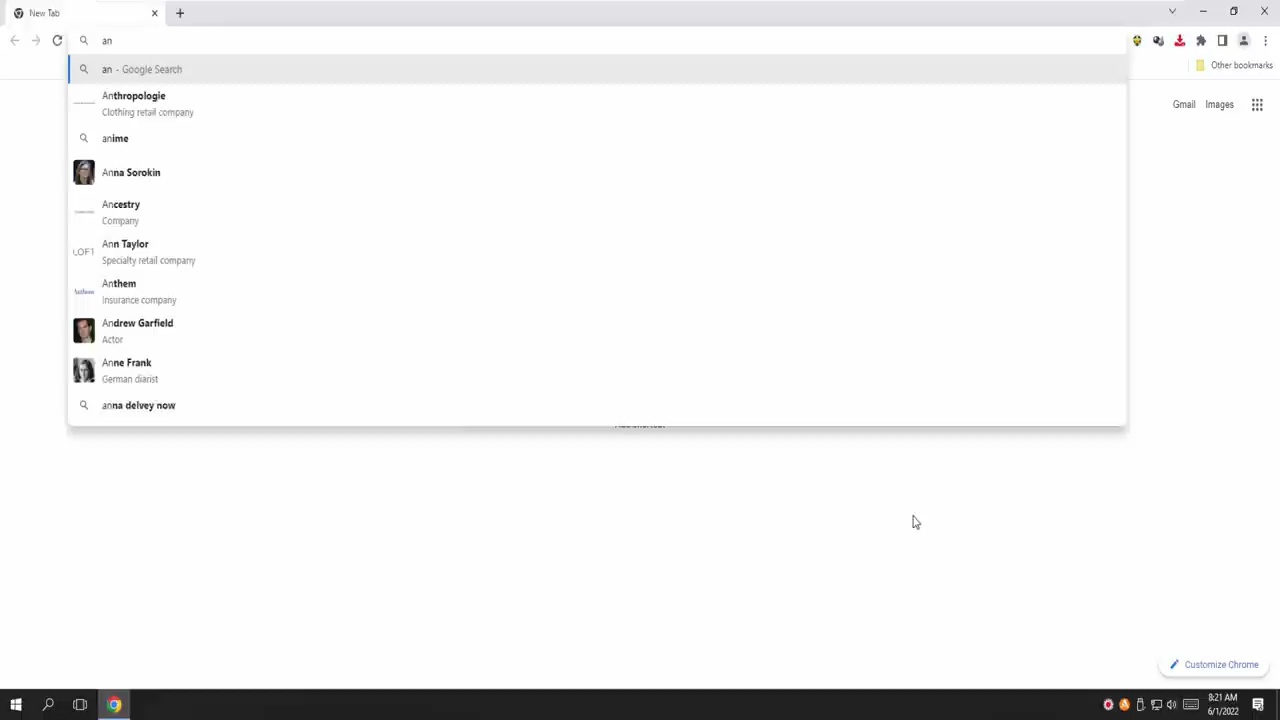 New Tab
an
an - Google Search
Anthropologie
Clothing retail company
anime
Anna Sorokin
Ancestry
Company
Ann Taylor
Specialty retail company
LOFT
Anthem
Insurance company
Andrew Garfield
Actor
Anne Frank
German diarist
anna delvey now
Other bookmarks
Gmail
Images
Customize Chrome
8:21 AM
6/1/2022